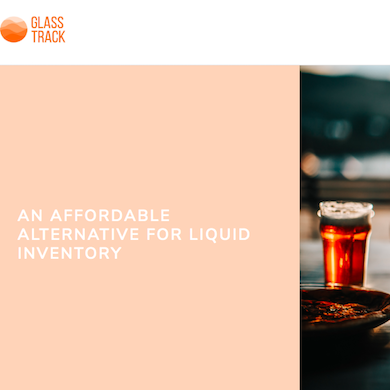 GLASS
TRACK
AN AFFORDABLE
ALTERNATIVE FOR LIQUID
INVENTORY